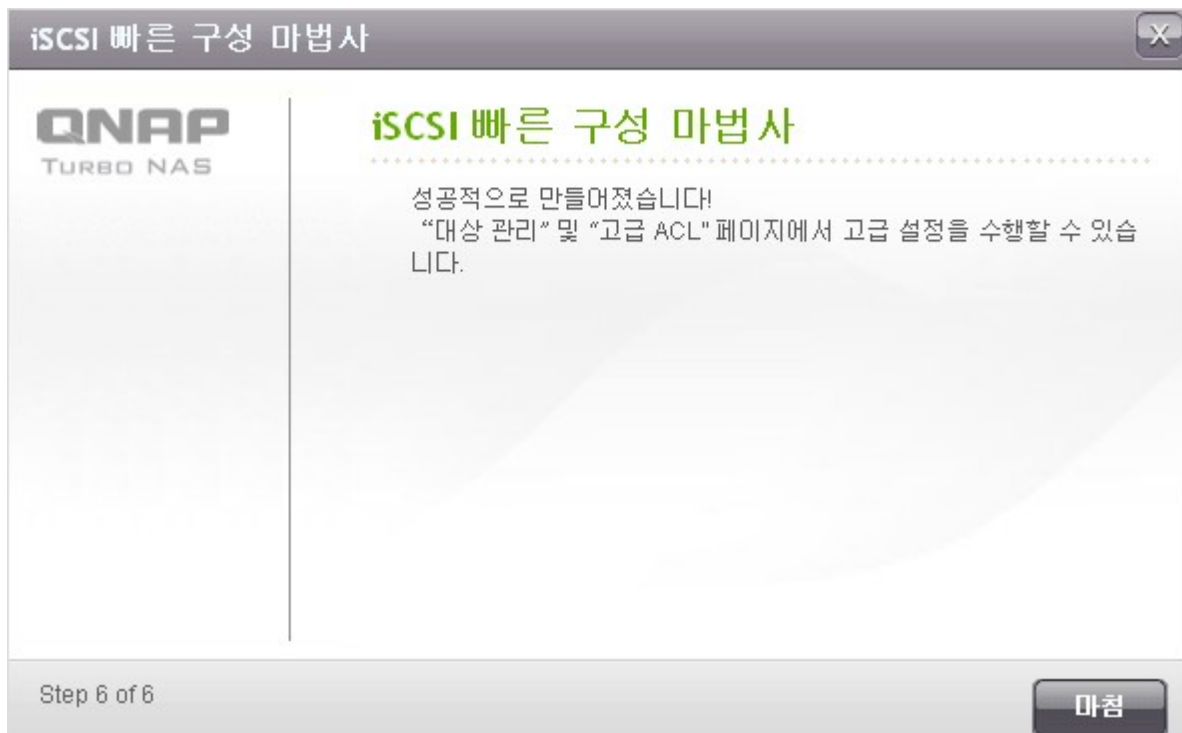 iSCSI 빠른 구성 마법사
X
QNAP
TURBO NAS
iSCSI 빠른 구성 마법사
성공적으로 만들어졌습니다!
“대상 관리” 및 “고급 ACL" 페이지에서 고급 설정을 수행할 수 있습
니다.
Step 6 of 6
마침